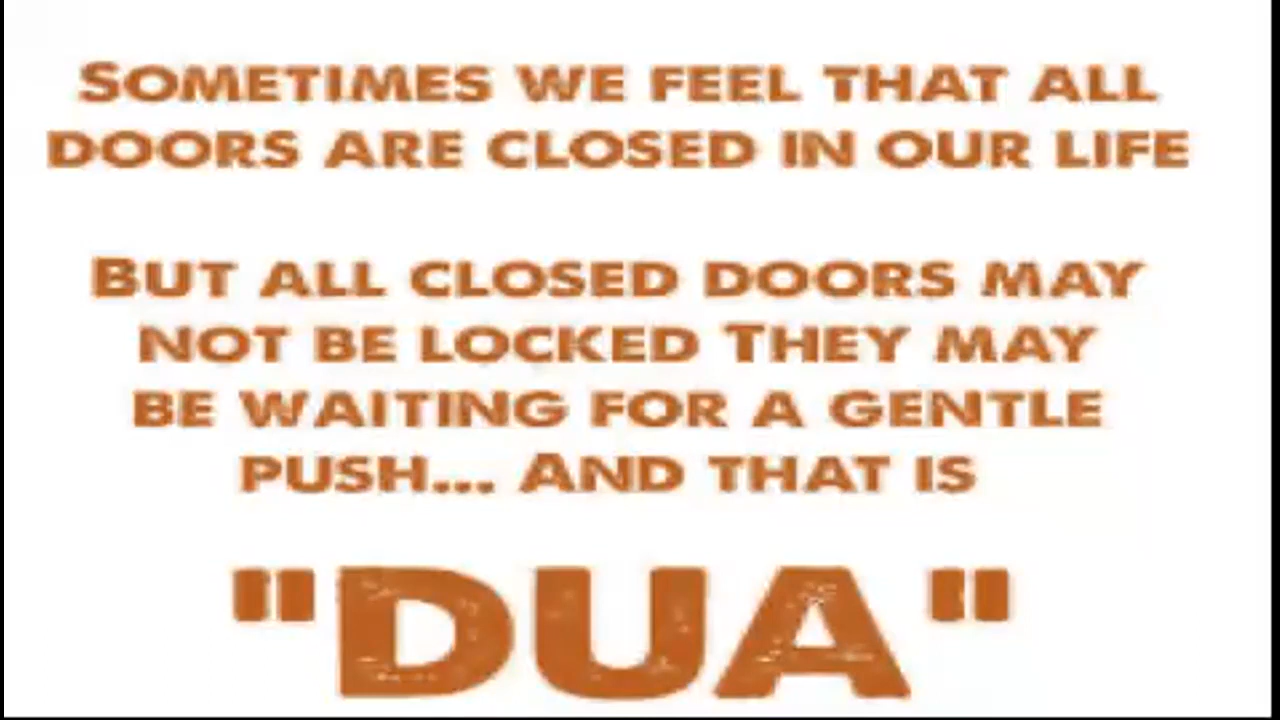 Sometimes we feel that all
doors are closed in our life
But all closed doors may
not be locked They may
be waiting for a gentle
push... And that is
"DUA"